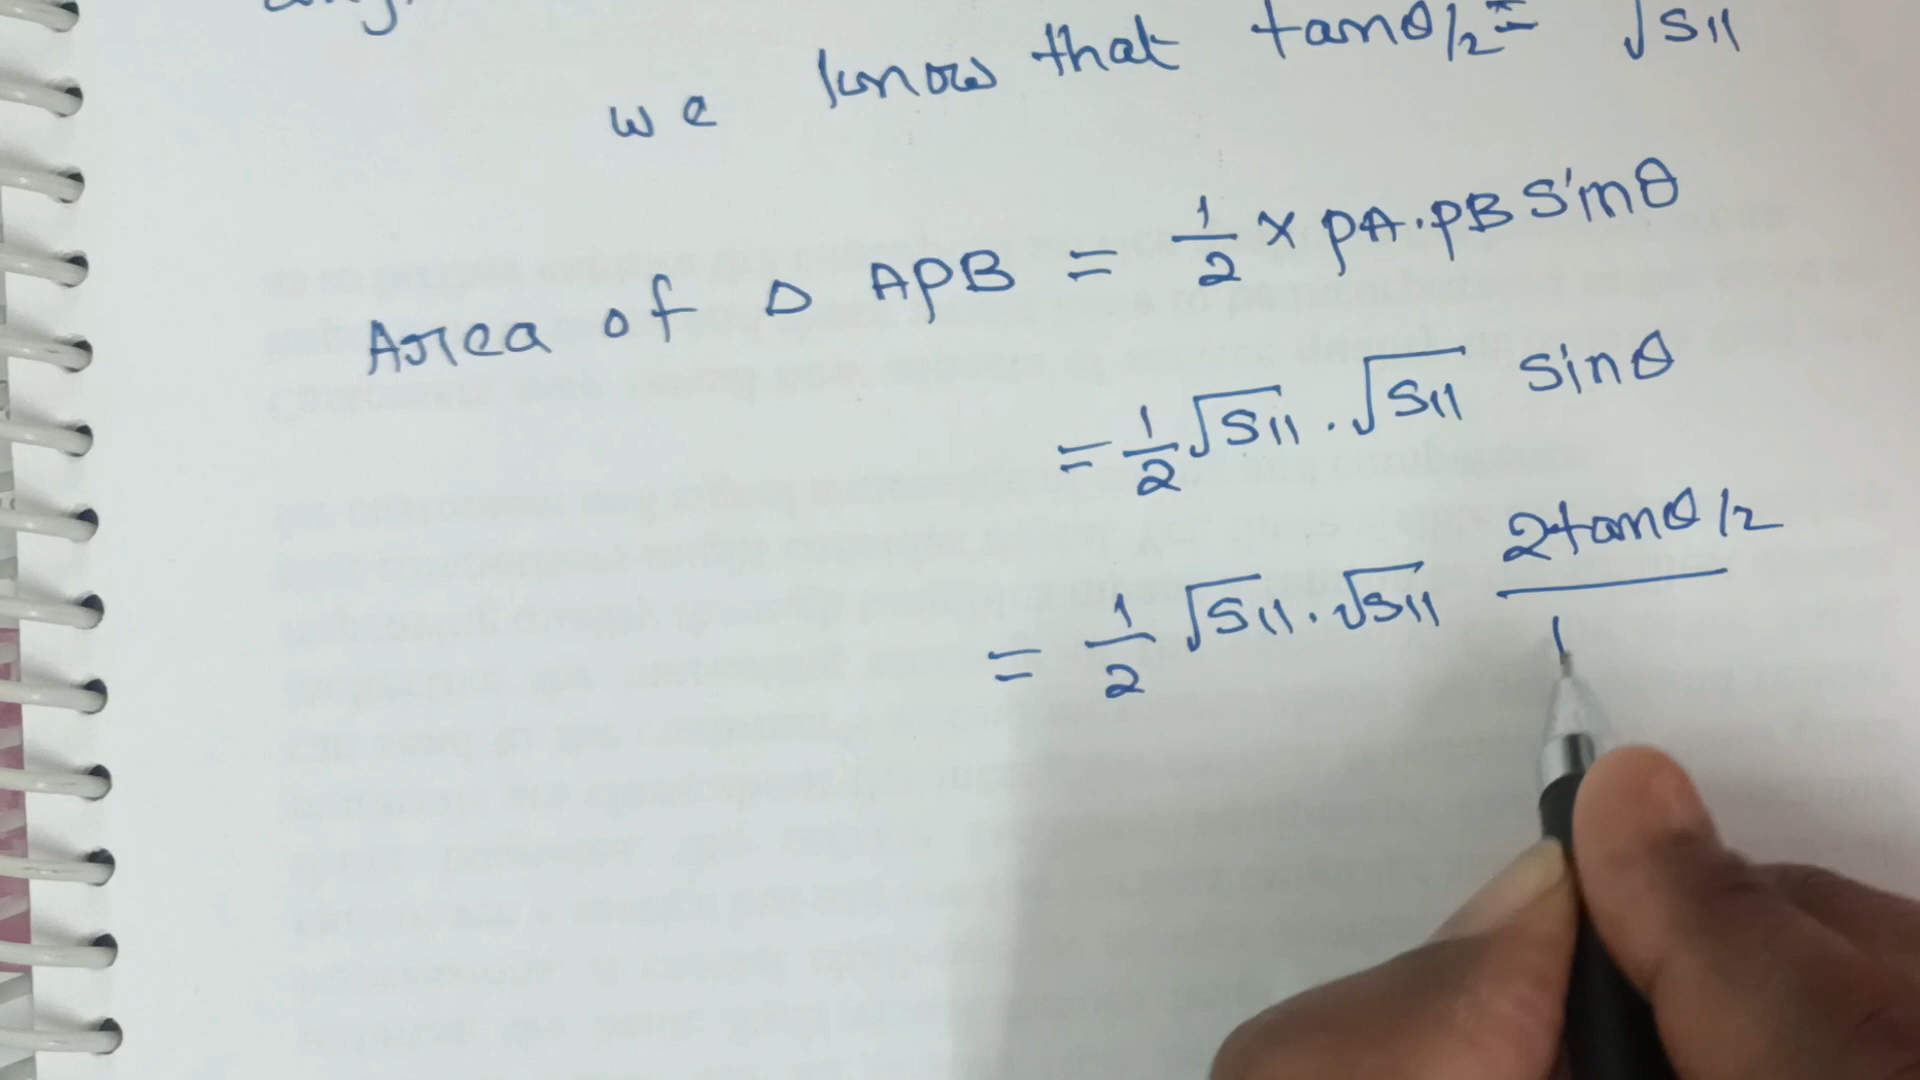 we know that tanθ/2 = √S11
Area of Δ APB = 1/2 × PA.PB Sinθ
= 1/2 √S11 . √S11 sinθ
= 1/2 √S11 . √S11 2tanθ/2 / 1